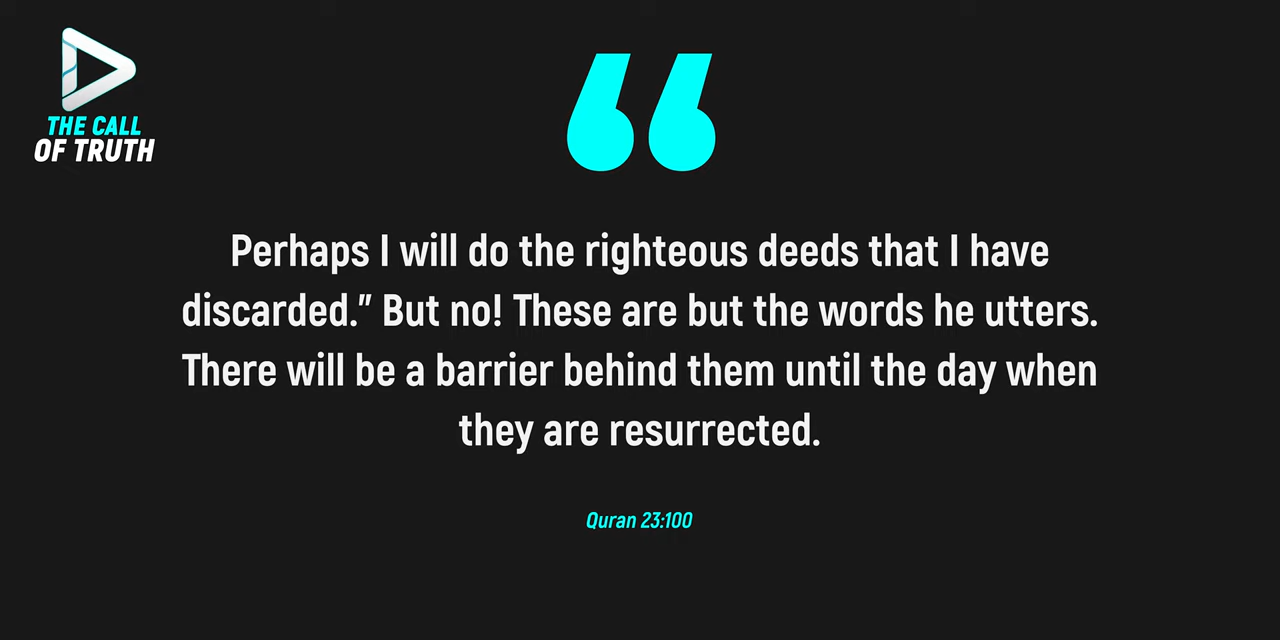 THE CALL
OF TRUTH
“
Perhaps I will do the righteous deeds that I have
discarded.” But no! These are but the words he utters.
There will be a barrier behind them until the day when
they are resurrected.
Quran 23:100